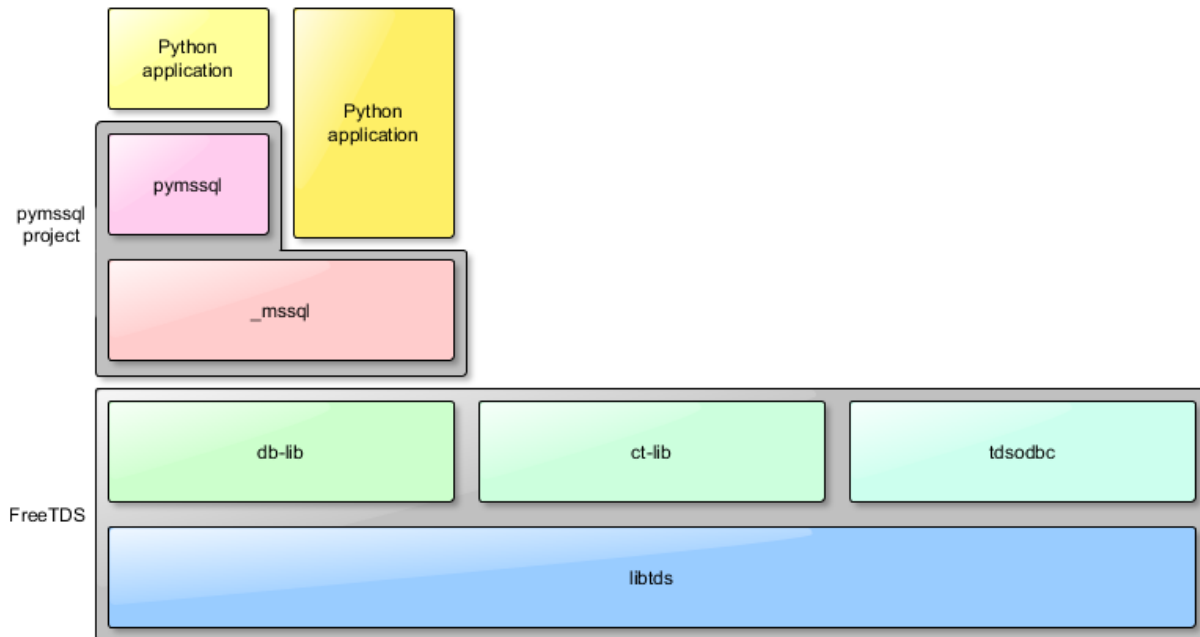 Python
application
Python
application
pymssql
pymssql
project
_mssql
db-lib
ct-lib
tdsodbc
FreeTDS
libtds